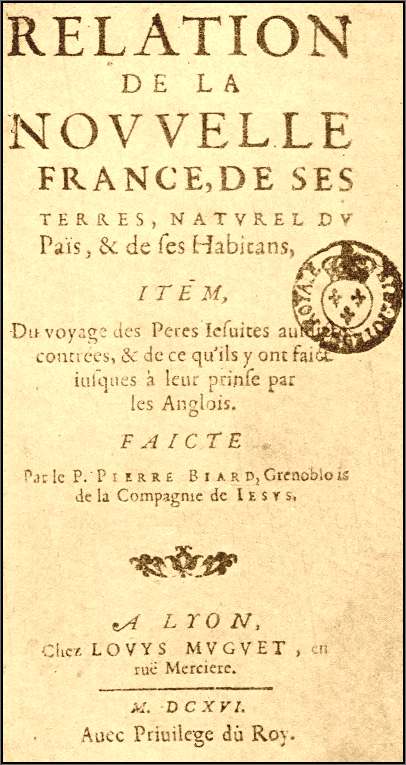 RELATION
DE LA
NOVVELLE
FRANCE, DE SES
TERRES, NATVREL DV
Païs, & de ſes Habitans,
ITEM,
Du voyage des Peres Ieſuites
contrées, & de ce qu'ils y ont faict
iuſques à leur prinſe par
les Anglois.
FAICTE
Par le P. PIERRE BIARD, Grenoblois
de la Compagnie de IESVS.
A LYON,
Chez LOVYS MVGVET, en
ruë Merciere.
M. DCXVI.
Auec Priuilege du Roy.